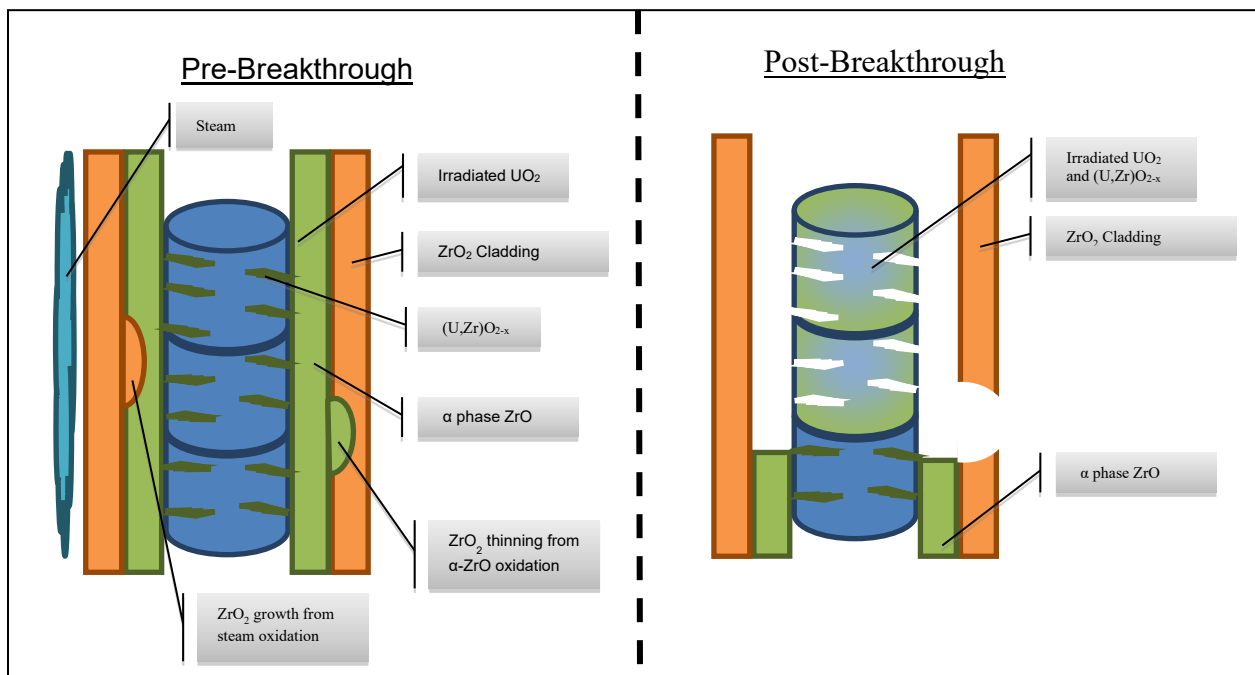 Pre-Breakthrough
Steam
Irradiated UO₂
ZrO₂ Cladding
(U,Zr)O₂₋ₓ
α phase ZrO
ZrO₂ thinning from
α-ZrO oxidation
ZrO₂ growth from
steam oxidation
Post-Breakthrough
Irradiated UO₂
and (U,Zr)O₂₋ₓ
ZrO₂ Cladding
α phase ZrO